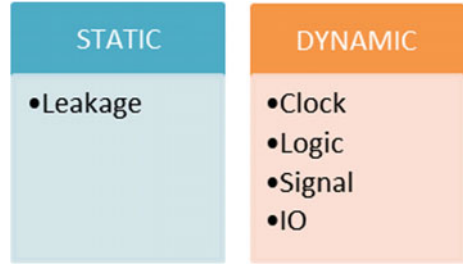 STATIC
•Leakage
DYNAMIC
•Clock
•Logic
•Signal
•IO